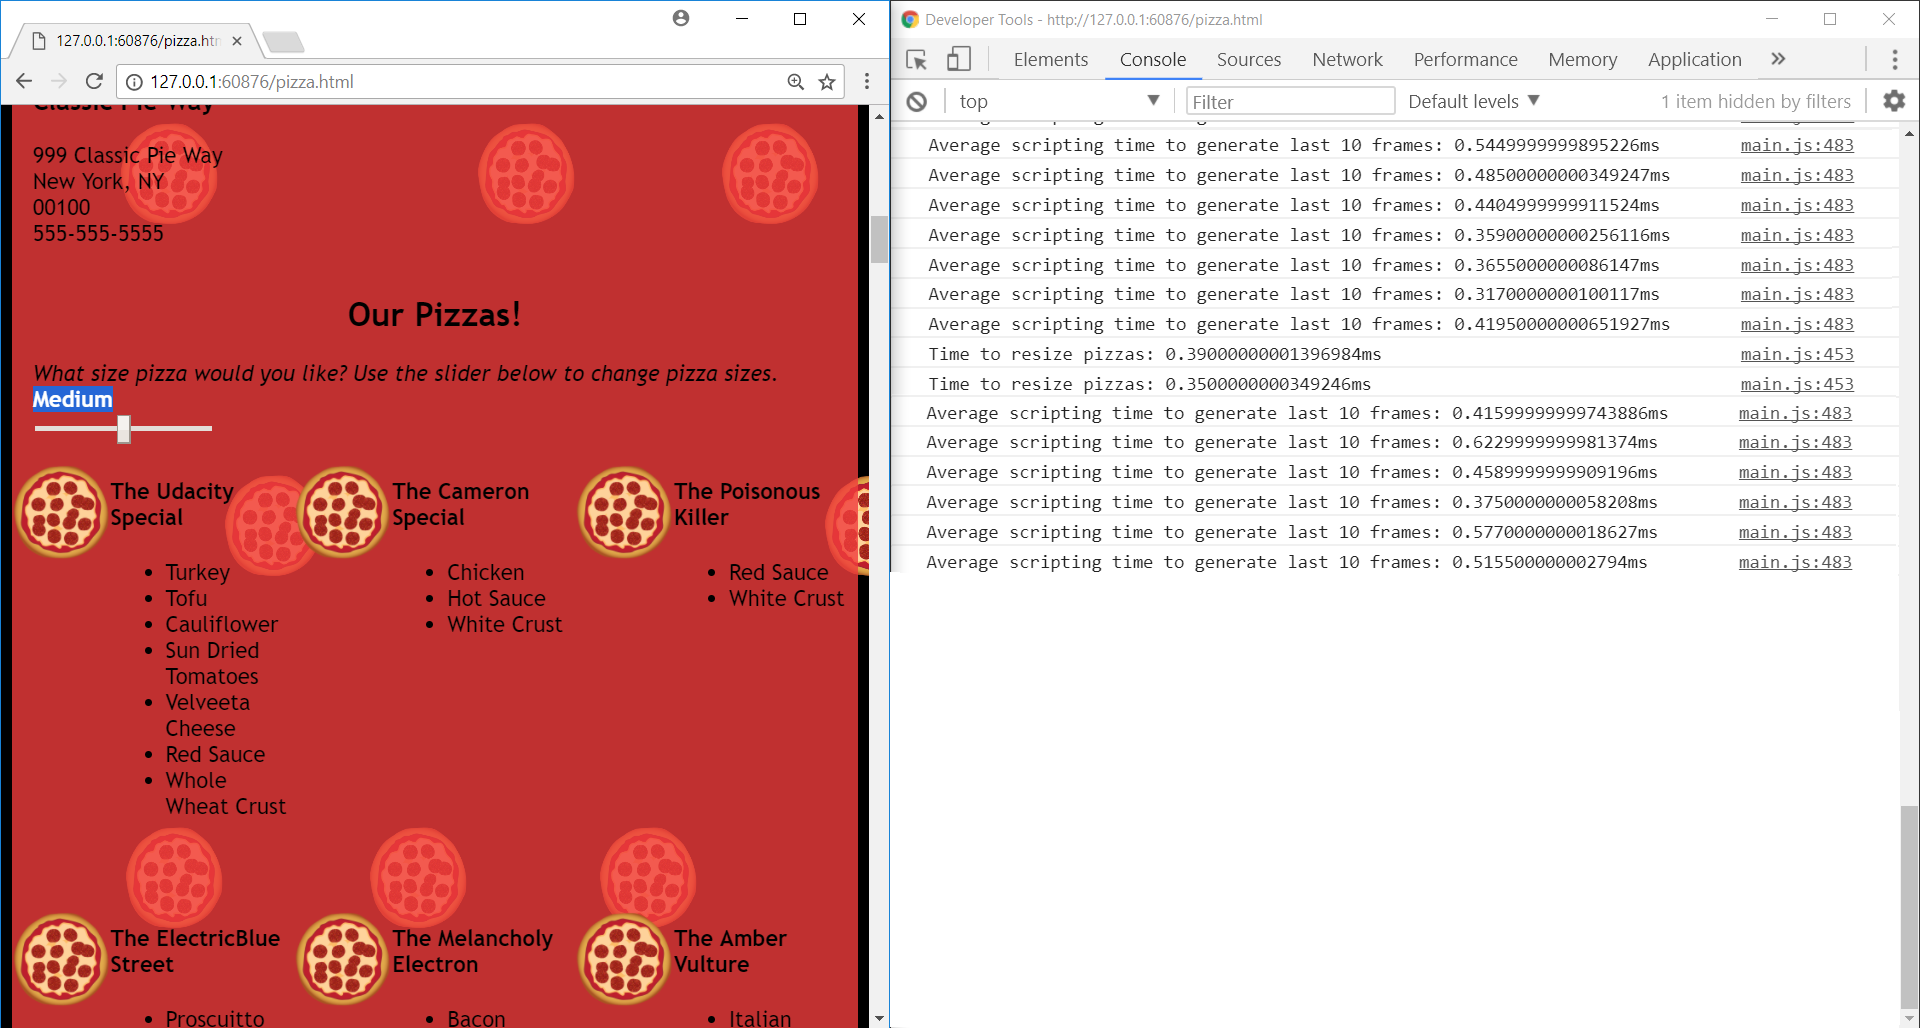 127.0.0.1:60876/pizza.htm
127.0.0.1:60876/pizza.html
Classic Pie Way
999 Classic Pie Way
New York, NY
00100
555-555-5555
Our Pizzas!
What size pizza would you like? Use the slider below to change pizza sizes.
Medium
The Udacity
Special
Turkey
Tofu
Cauliflower
Sun Dried
Tomatoes
Velveeta
Cheese
Red Sauce
Whole
Wheat Crust
The Cameron
Special
Chicken
Hot Sauce
White Crust
The Poisonous
Killer
Red Sauce
White Crust
The ElectricBlue
Street
Proscuitto
The Melancholy
Electron
Bacon
The Amber
Vulture
Italian
Developer Tools - http://127.0.0.1:60876/pizza.html
Elements Console Sources Network Performance Memory Application
top Filter Default levels 1 item hidden by filters
Average scripting time to generate last 10 frames: 0.5449999999895226ms main.js:483
Average scripting time to generate last 10 frames: 0.48500000000349247ms main.js:483
Average scripting time to generate last 10 frames: 0.4404999999911524ms main.js:483
Average scripting time to generate last 10 frames: 0.35900000000256116ms main.js:483
Average scripting time to generate last 10 frames: 0.3655000000086147ms main.js:483
Average scripting time to generate last 10 frames: 0.3170000000100117ms main.js:483
Average scripting time to generate last 10 frames: 0.41950000000651927ms main.js:483
Time to resize pizzas: 0.39000000001396984ms main.js:453
Time to resize pizzas: 0.3500000000349246ms main.js:453
Average scripting time to generate last 10 frames: 0.41599999999743886ms main.js:483
Average scripting time to generate last 10 frames: 0.6229999999981374ms main.js:483
Average scripting time to generate last 10 frames: 0.4589999999909196ms main.js:483
Average scripting time to generate last 10 frames: 0.3750000000058208ms main.js:483
Average scripting time to generate last 10 frames: 0.5770000000018627ms main.js:483
Average scripting time to generate last 10 frames: 0.515500000002794ms main.js:483